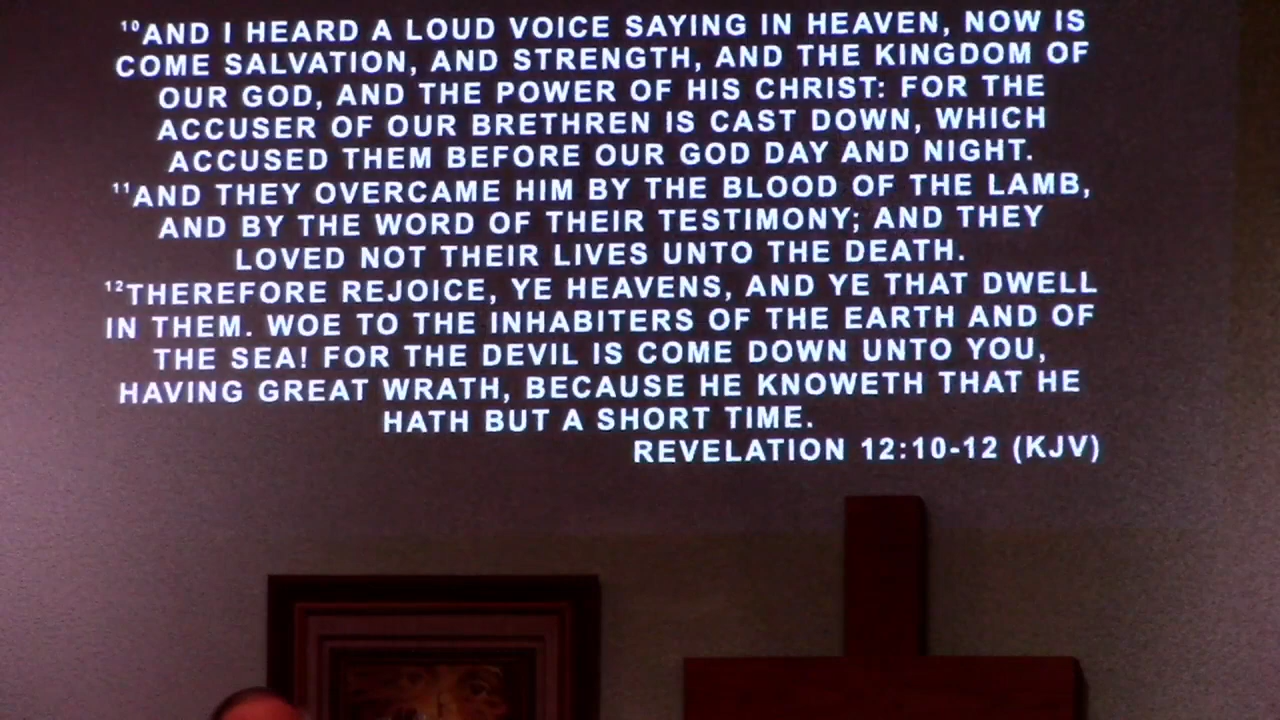 ¹⁰AND I HEARD A LOUD VOICE SAYING IN HEAVEN, NOW IS
COME SALVATION, AND STRENGTH, AND THE KINGDOM OF
OUR GOD, AND THE POWER OF HIS CHRIST: FOR THE
ACCUSER OF OUR BRETHREN IS CAST DOWN, WHICH
ACCUSED THEM BEFORE OUR GOD DAY AND NIGHT.
¹¹AND THEY OVERCAME HIM BY THE BLOOD OF THE LAMB,
AND BY THE WORD OF THEIR TESTIMONY; AND THEY
LOVED NOT THEIR LIVES UNTO THE DEATH.
¹²THEREFORE REJOICE, YE HEAVENS, AND YE THAT DWELL
IN THEM. WOE TO THE INHABITERS OF THE EARTH AND OF
THE SEA! FOR THE DEVIL IS COME DOWN UNTO YOU,
HAVING GREAT WRATH, BECAUSE HE KNOWETH THAT HE
HATH BUT A SHORT TIME.
REVELATION 12:10-12 (KJV)